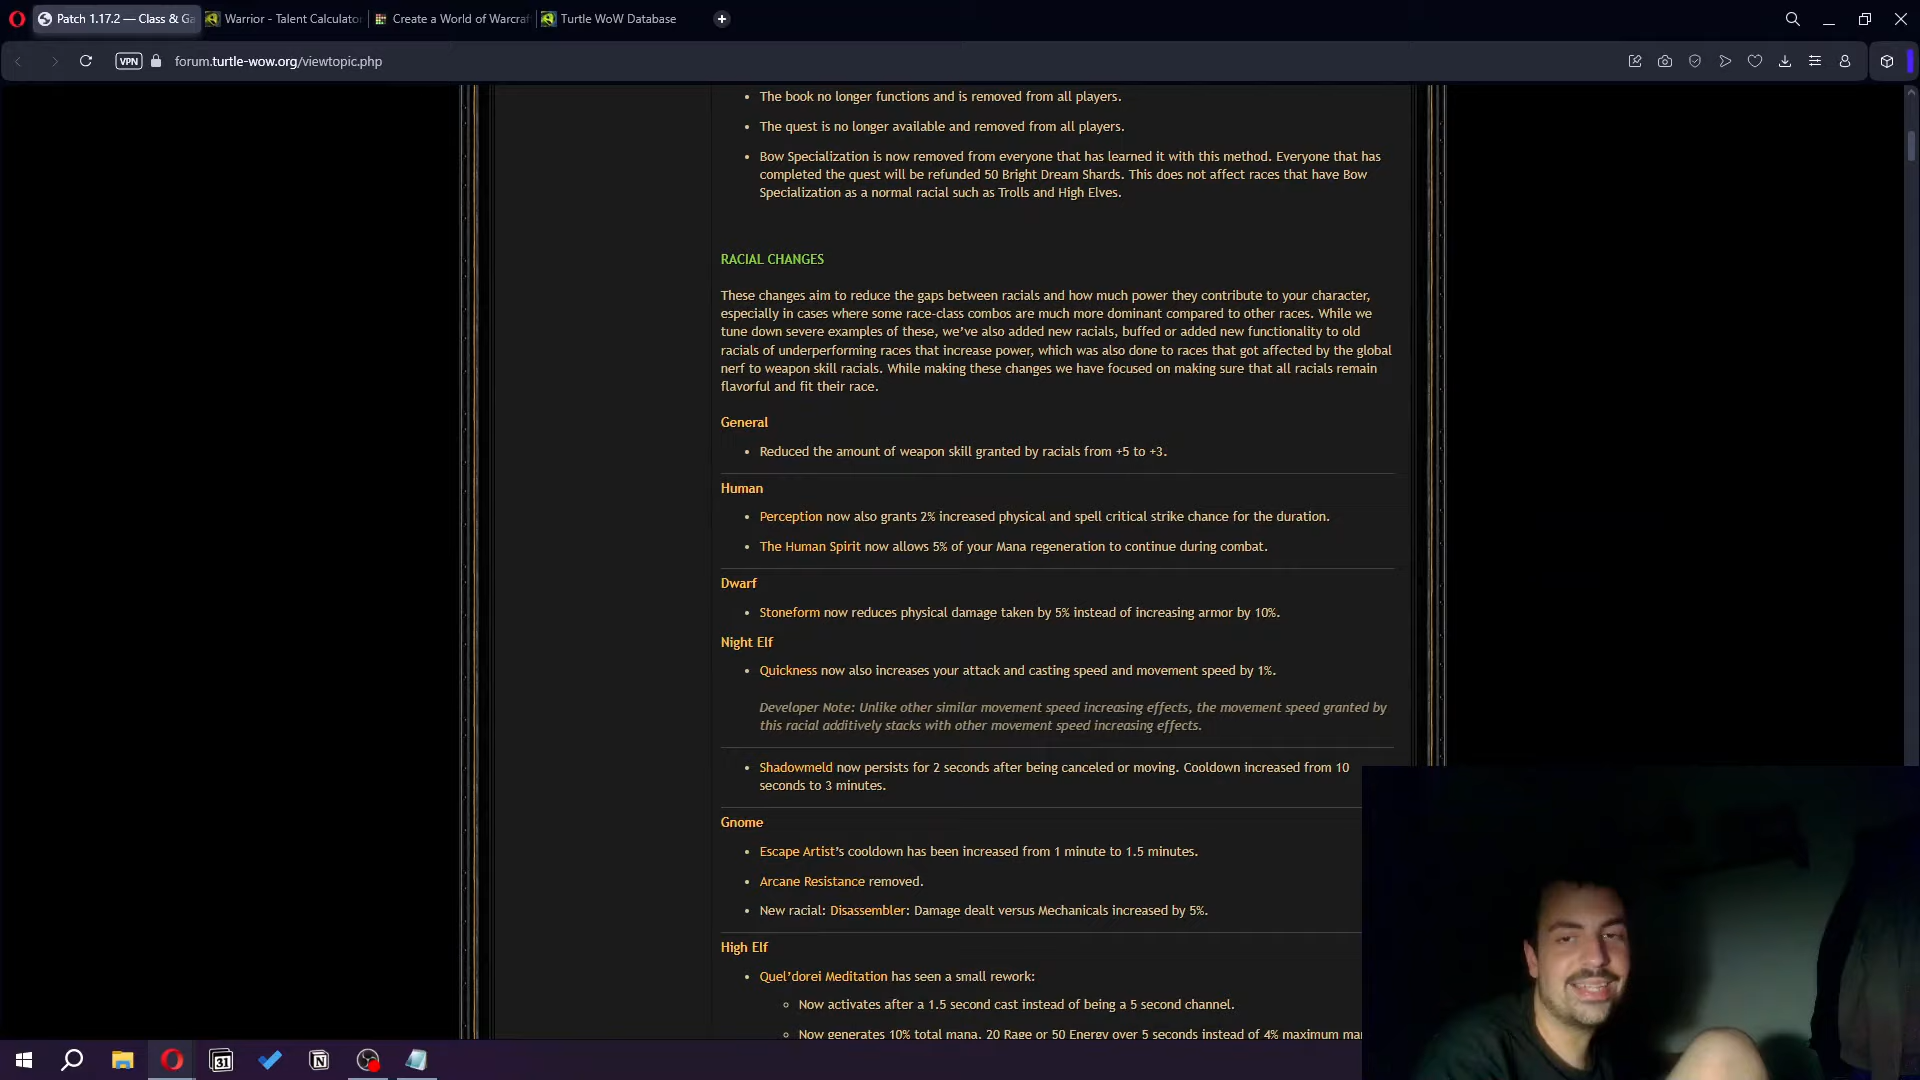 Patch 1.17.2 — Class & Ga
Warrior - Talent Calculator
Create a World of Warcraf
Turtle WoW Database
VPN
forum.turtle-wow.org/viewtopic.php
The book no longer functions and is removed from all players.
The quest is no longer available and removed from all players.
Bow Specialization is now removed from everyone that has learned it with this method. Everyone that has
completed the quest will be refunded 50 Bright Dream Shards. This does not affect races that have Bow
Specialization as a normal racial such as Trolls and High Elves.
RACIAL CHANGES
These changes aim to reduce the gaps between racials and how much power they contribute to your character,
especially in cases where some race-class combos are much more dominant compared to other races. While we
tune down severe examples of these, we've also added new racials, buffed or added new functionality to old
racials of underperforming races that increase power, which was also done to races that got affected by the global
nerf to weapon skill racials. While making these changes we have focused on making sure that all racials remain
flavorful and fit their race.
General
Reduced the amount of weapon skill granted by racials from +5 to +3.
Human
Perception now also grants 2% increased physical and spell critical strike chance for the duration.
The Human Spirit now allows 5% of your Mana regeneration to continue during combat.
Dwarf
Stoneform now reduces physical damage taken by 5% instead of increasing armor by 10%.
Night Elf
Quickness now also increases your attack and casting speed and movement speed by 1%.
Developer Note: Unlike other similar movement speed increasing effects, the movement speed granted by
this racial additively stacks with other movement speed increasing effects.
Shadowmeld now persists for 2 seconds after being canceled or moving. Cooldown increased from 10
seconds to 3 minutes.
Gnome
Escape Artist's cooldown has been increased from 1 minute to 1.5 minutes.
Arcane Resistance removed.
New racial: Disassembler: Damage dealt versus Mechanicals increased by 5%.
High Elf
Quel'dorei Meditation has seen a small rework:
Now activates after a 1.5 second cast instead of being a 5 second channel.
Now generates 10% total mana, 20 Rage or 50 Energy over 5 seconds instead of 4% maximum ma
31